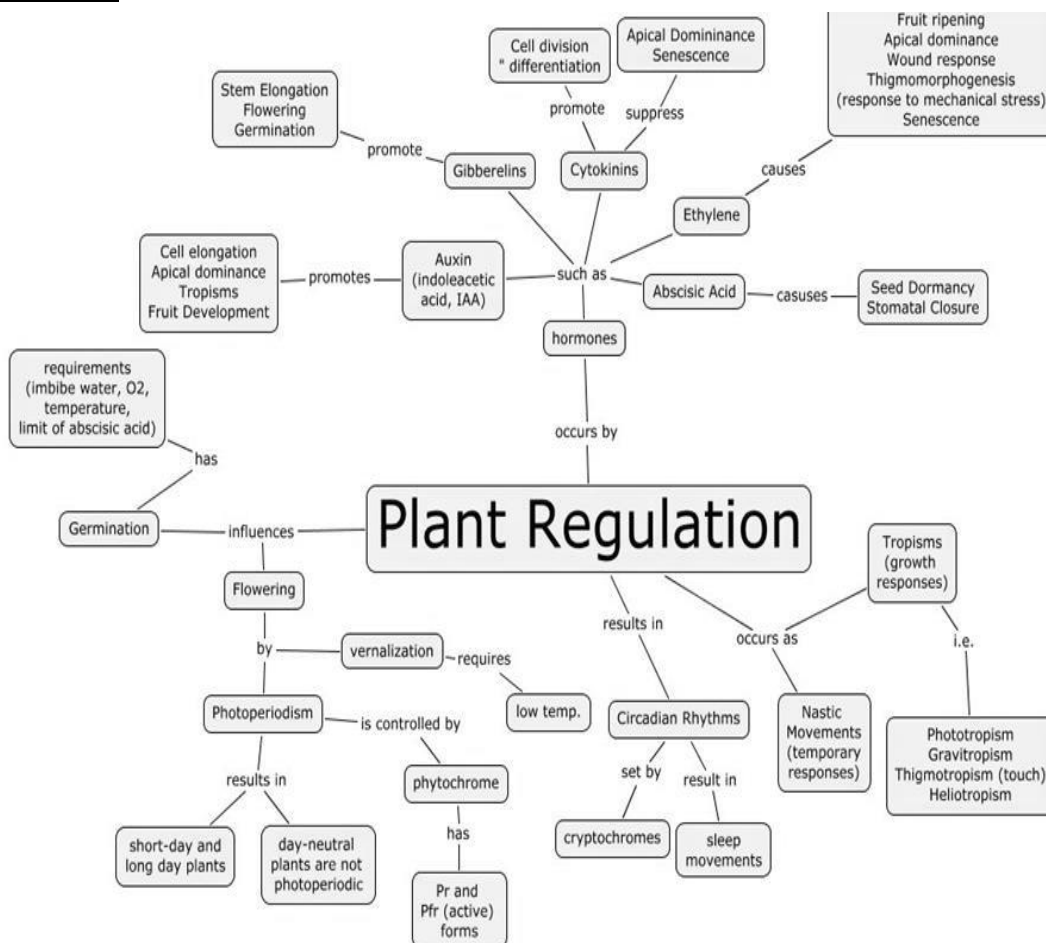 Fruit ripening
Apical dominance
Wound response
Thigmomorphogenesis
(response to mechanical stress)
Senescence
Cell division
" differentiation
Apical Domininance
Senescence
promote
suppress
Stem Elongation
Flowering
Germination
promote
Gibberelins
Cytokinins
causes
Ethylene
Cell elongation
Apical dominance
Tropisms
Fruit Development
promotes
Auxin
(indoleacetic
acid, IAA)
such as
Abscisic Acid
casuses
Seed Dormancy
Stomatal Closure
hormones
requirements
(imbibe water, O2,
temperature,
limit of abscisic acid)
has
occurs by
Germination
influences
Plant Regulation
Tropisms
(growth
responses)
Flowering
results in
occurs as
i.e.
by
vernalization
requires
low temp.
Photoperiodism
is controlled by
Circadian Rhythms
Nastic
Movements
(temporary
responses)
Phototropism
Gravitropism
Thigmotropism (touch)
Heliotropism
results in
phytochrome
set by
result in
short-day and
long day plants
day-neutral
plants are not
photoperiodic
has
cryptochromes
sleep
movements
Pr and
Pfr (active)
forms